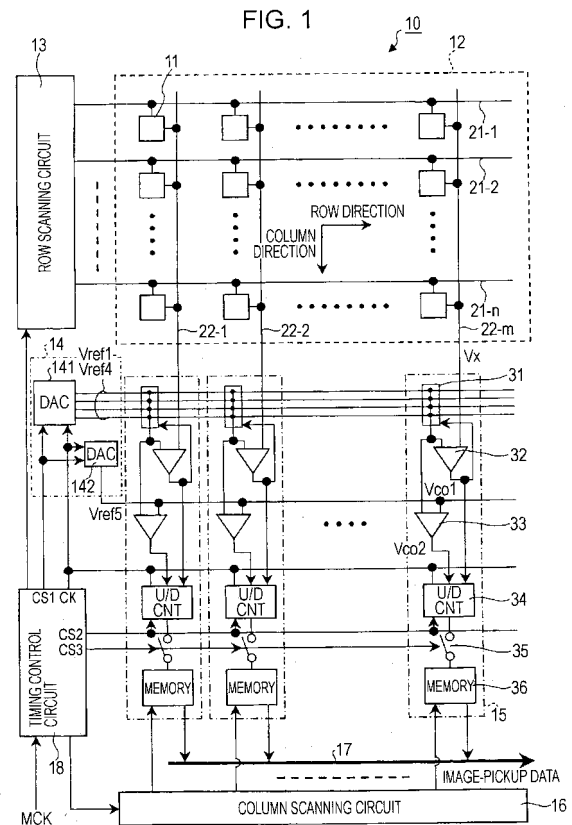 FIG. 1
10
13
11
12
ROW SCANNING CIRCUIT
21-1
21-2
ROW DIRECTION
COLUMN
DIRECTION
21-n
22-1
22-2
22-m
14
Vref1-
Vref4
Vx
141
31
DAC
DAC
32
142
Vref5
Vco1
33
Vco2
CS1 CK
U/D
CNT
U/D
CNT
U/D
CNT
34
CS2
CS3
35
TIMING CONTROL
CIRCUIT
MEMORY
MEMORY
MEMORY
36
15
18
17
IMAGE-PICKUP DATA
MCK
COLUMN SCANNING CIRCUIT
16